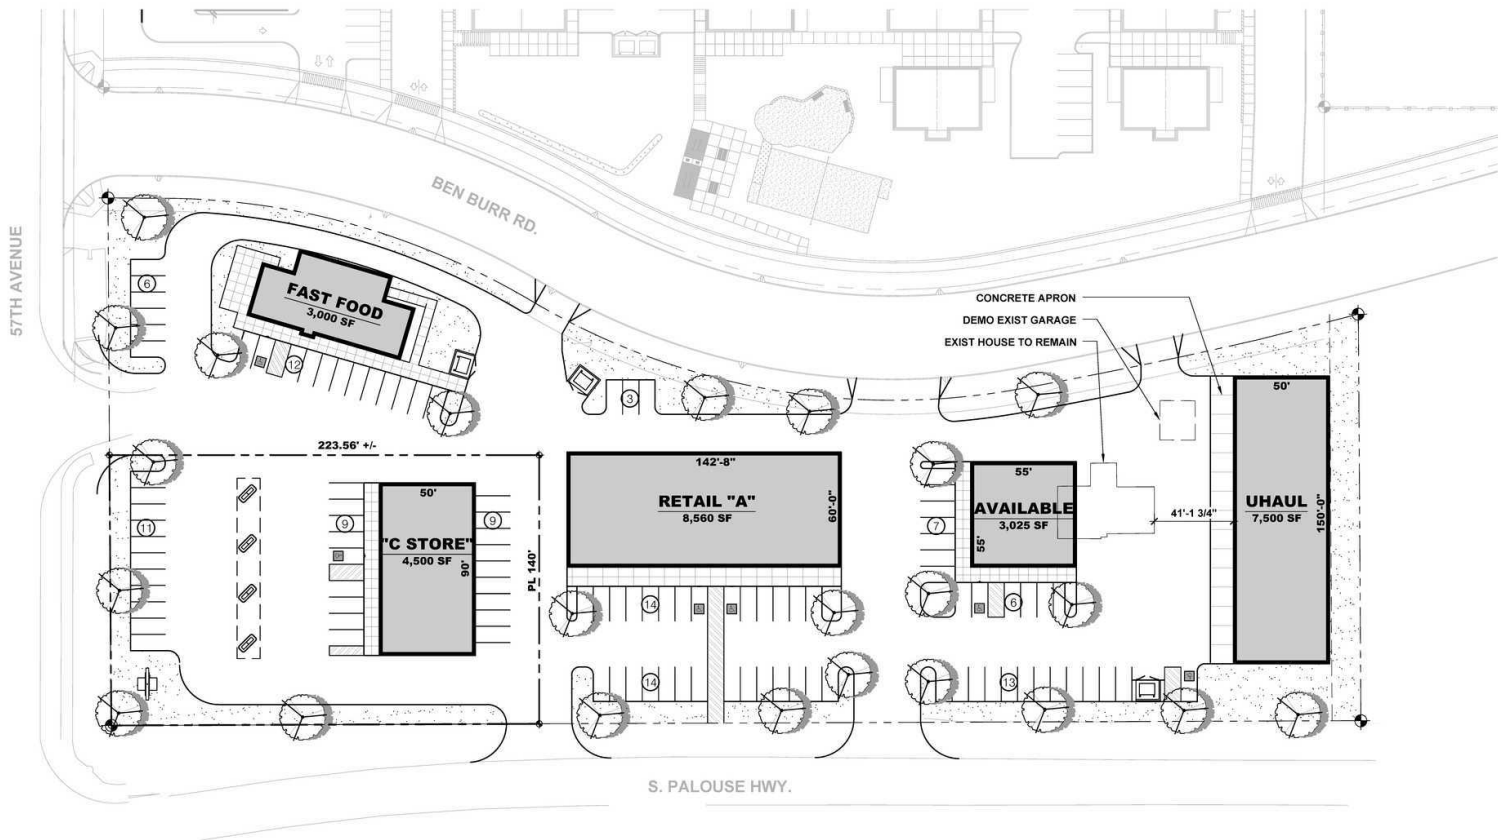 BEN BURR RD.
57TH AVENUE
6
FAST FOOD
3,000 SF
12
3
CONCRETE APRON
DEMO EXIST GARAGE
EXIST HOUSE TO REMAIN
223.56' +/-
11
9
50'
"C STORE"
4,500 SF
90'
9
PL 140'
142'-8"
RETAIL "A"
8,560 SF
60'-0"
14
14
7
55'
AVAILABLE
3,025 SF
55'
6
13
41'-1 3/4"
50'
UHAUL
7,500 SF
150'-0"
S. PALOUSE HWY.